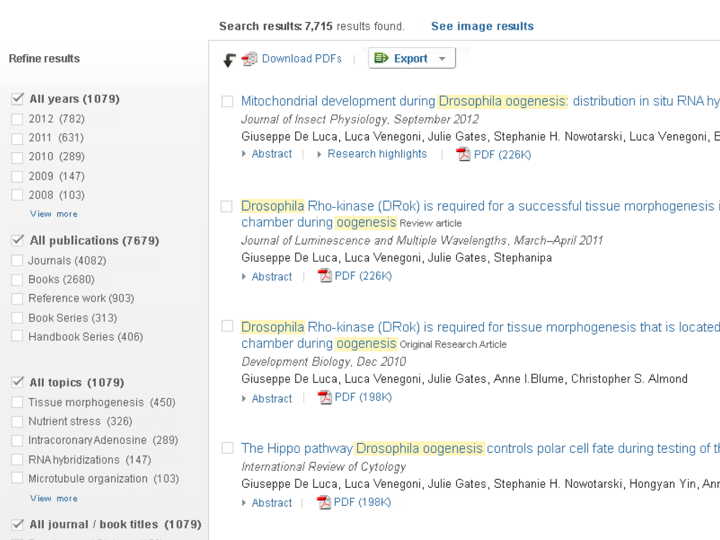 Search results: 7,715 results found. See image results
Refine results
Download PDFs | Export
All years (1079)
2012 (782)
2011 (631)
2010 (289)
2009 (147)
2008 (103)
View more
All publications (7679)
Journals (4082)
Books (2680)
Reference work (903)
Book Series (313)
Handbook Series (406)
All topics (1079)
Tissue morphogenesis (450)
Nutrient stress (326)
IntracoronaryAdenosine (289)
RNA hybridizations (147)
Microtubule organization (103)
View more
All journal / book titles (1079)
Mitochondrial development during Drosophila oogenesis: distribution in situ RNA hy
Journal of Insect Physiology, September 2012
Giuseppe De Luca, Luca Venegoni, Julie Gates, Stephanie H. Nowotarski, Luca Venegoni, E
Abstract | Research highlights | PDF (226K)
Drosophila Rho-kinase (DRok) is required for a successful tissue morphogenesis i
chamber during oogenesis Review article
Journal of Luminescence and Multiple Wavelengths, March–April 2011
Giuseppe De Luca, Luca Venegoni, Julie Gates, Stephanipa
Abstract | PDF (226K)
Drosophila Rho-kinase (DRok) is required for tissue morphogenesis that is located
chamber during oogenesis Original Research Article
Development Biology, Dec 2010
Giuseppe De Luca, Luca Venegoni, Julie Gates, Anne I.Blume, Christopher S. Almond
Abstract | PDF (198K)
The Hippo pathway Drosophila oogenesis controls polar cell fate during testing of th
International Review of Cytology
Giuseppe De Luca, Luca Venegoni, Julie Gates, Stephanie H. Nowotarski, Hongyan Yin, Ann
Abstract | PDF (198K)